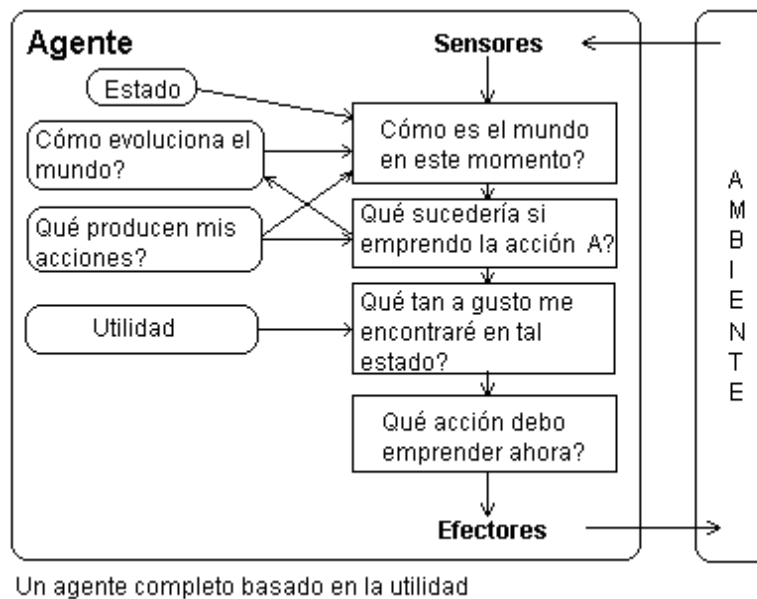 Agente
Sensores
Estado
Cómo es el mundo
en este momento?
Cómo evoluciona el
mundo?
Qué sucedería si
emprendo la acción A?
Qué producen mis
acciones?
Qué tan a gusto me
encontraré en tal
estado?
Utilidad
Qué acción debo
emprender ahora?
Efectores
A
M
B
I
E
N
T
E
Un agente completo basado en la utilidad